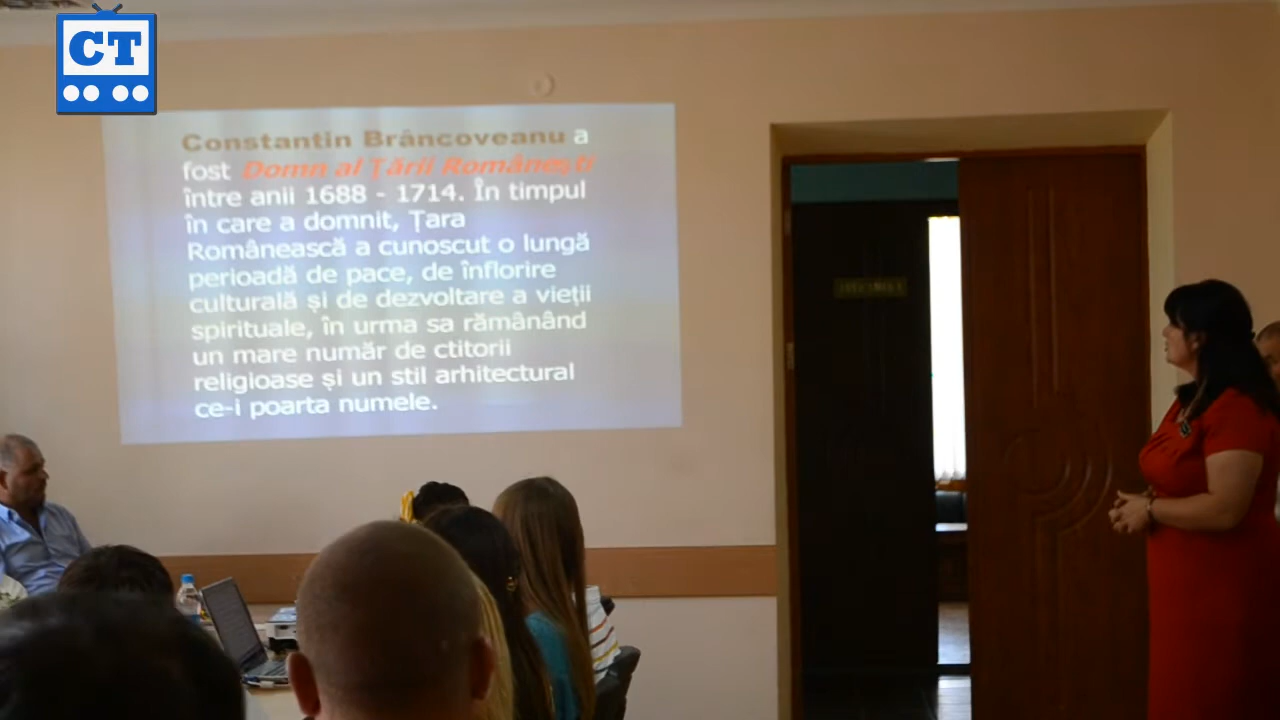 CT
Constantin Brâncoveanu a
fost Domn al Ţării Româneşti
între anii 1688 - 1714. În timpul
în care a domnit, Țara
Românească a cunoscut o lungă
perioadă de pace, de înflorire
culturală și de dezvoltare a vieții
spirituale, în urma sa rămânând
un mare număr de ctitorii
religioase și un stil arhitectural
ce-i poarta numele.